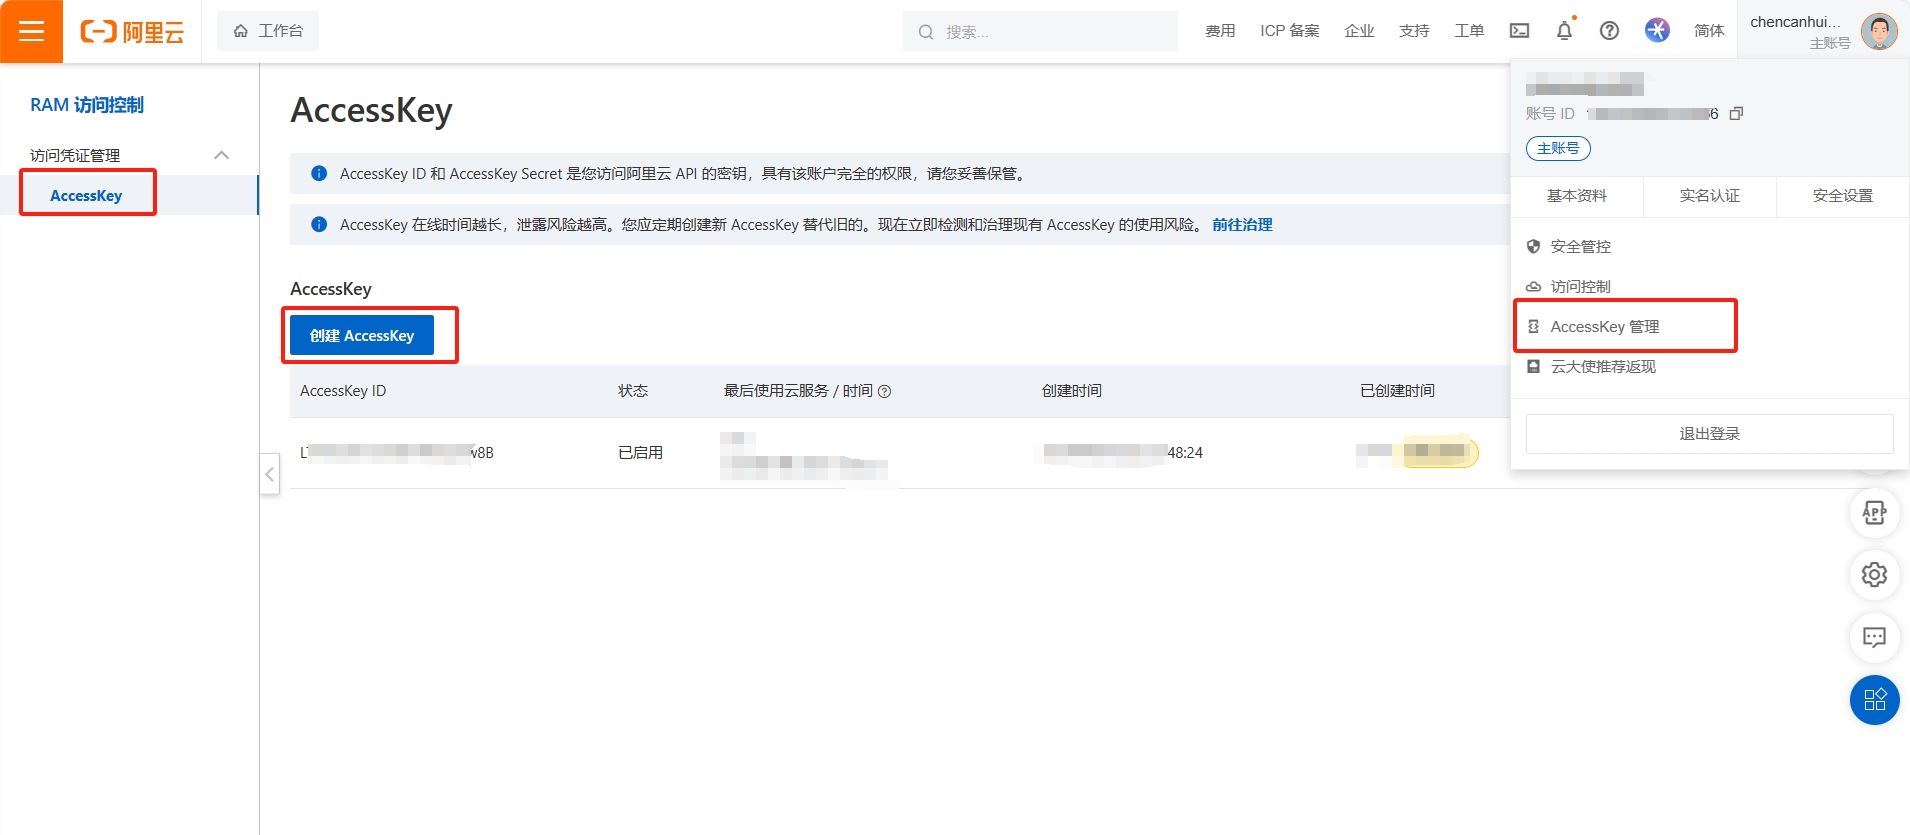 阿里云
工作台
搜索...
费用
ICP 备案
企业
支持
工单
简体
chencanhui...
主账号
RAM 访问控制
访问凭证管理
AccessKey
AccessKey
AccessKey ID 和 AccessKey Secret 是您访问阿里云 API 的密钥，具有该账户完全的权限，请您妥善保管。
AccessKey 在线时间越长，泄露风险越高。您应定期创建新 AccessKey 替代旧的。现在立即检测和治理现有 AccessKey 的使用风险。 前往治理
AccessKey
创建 AccessKey
AccessKey ID
状态
最后使用云服务 / 时间
创建时间
已创建时间
w8B
已启用
48:24
账号 ID
6
主账号
基本资料
实名认证
安全设置
安全管控
访问控制
AccessKey 管理
云大使推荐返现
退出登录
APP